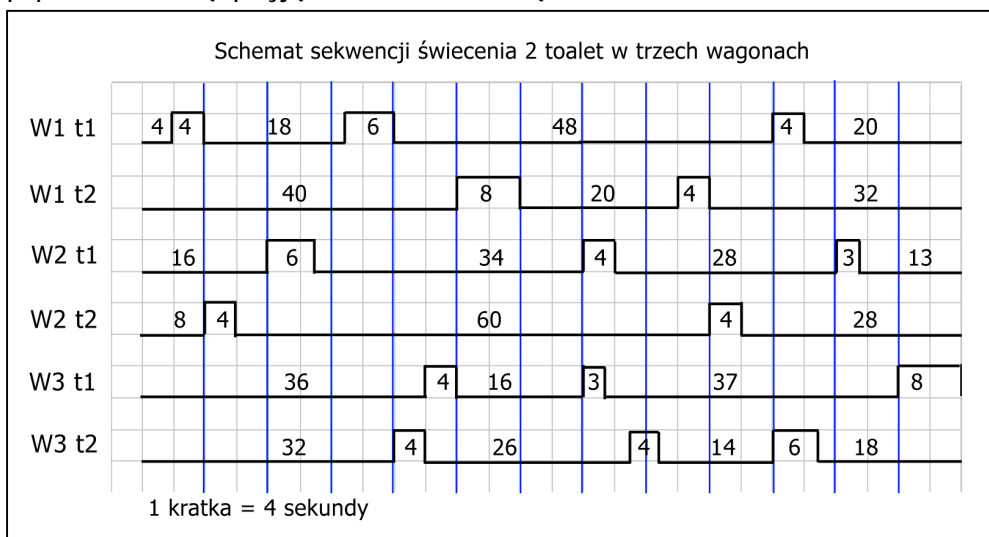 Schemat sekwencji świecenia 2 toalet w trzech wagonach
W1 t1 4 4 18 6 48 4 20
W1 t2 40 8 20 4 32
W2 t1 16 6 34 4 28 3 13
W2 t2 8 4 60 4 28
W3 t1 36 4 16 3 37 8
W3 t2 32 4 26 4 14 6 18
1 kratka = 4 sekundy